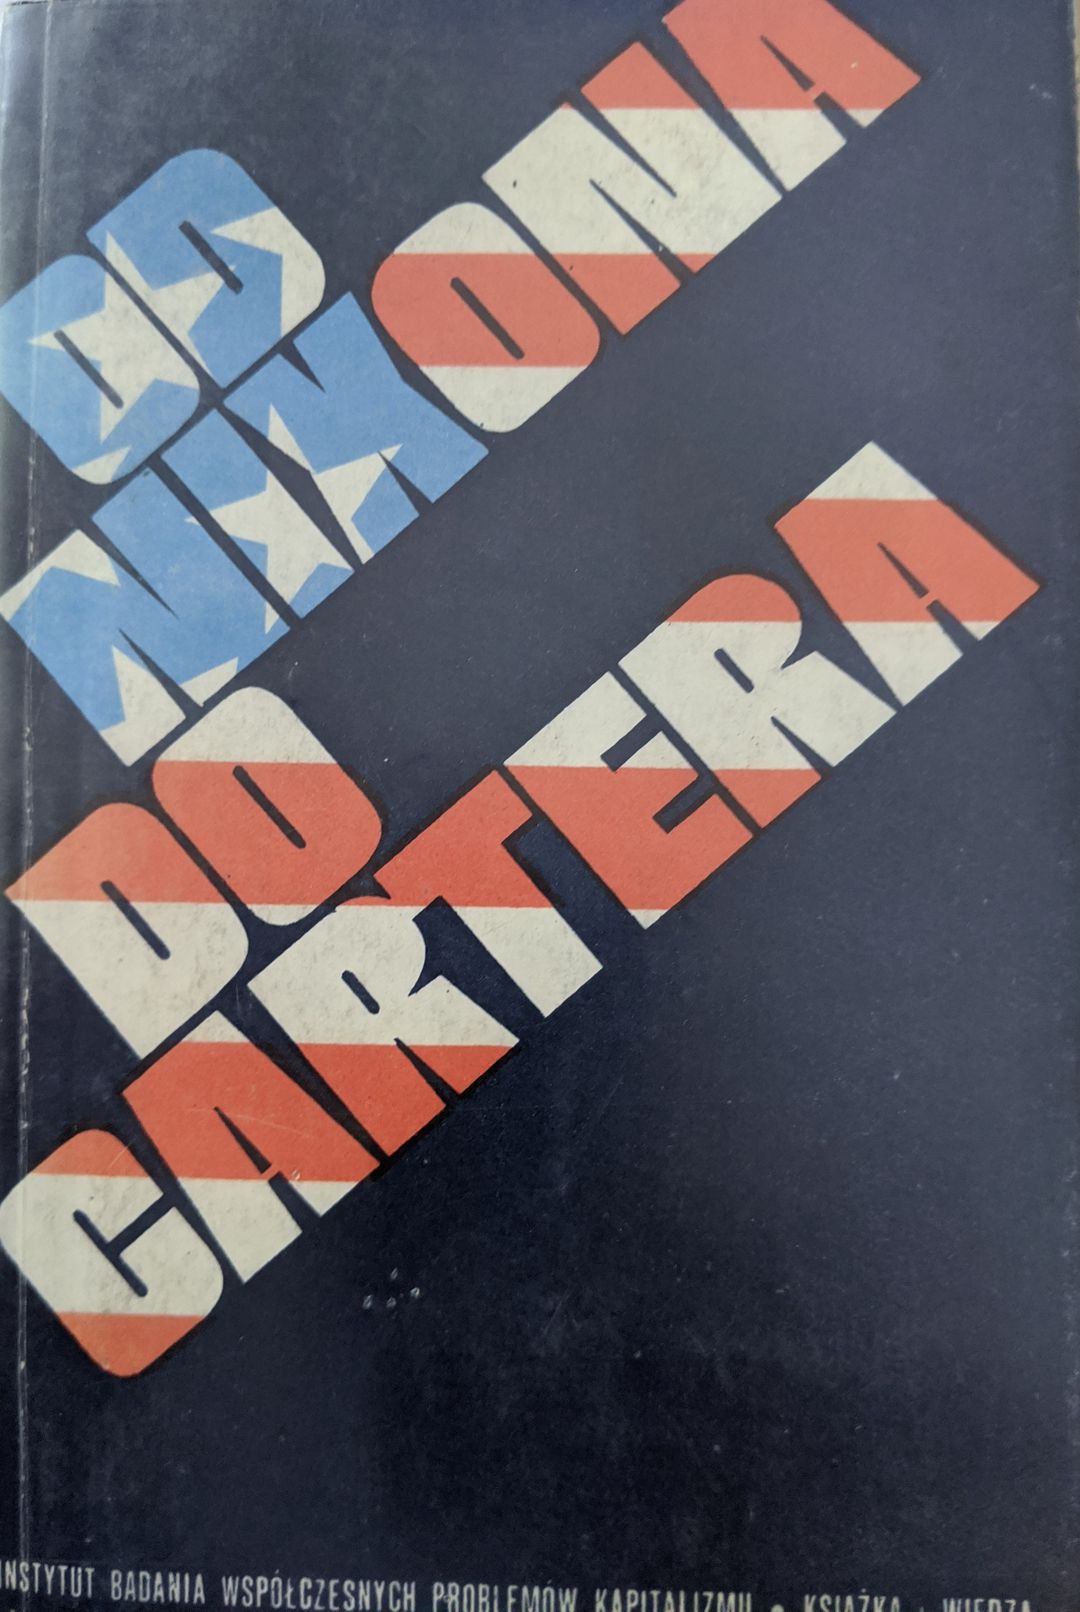 OD
NIXONA
DO
CARTERA
INSTYTUT BADANIA WSPÓŁCZESNYCH PROBLEMÓW KAPITALIZMU • KSIĄŻKA i WIEDZA